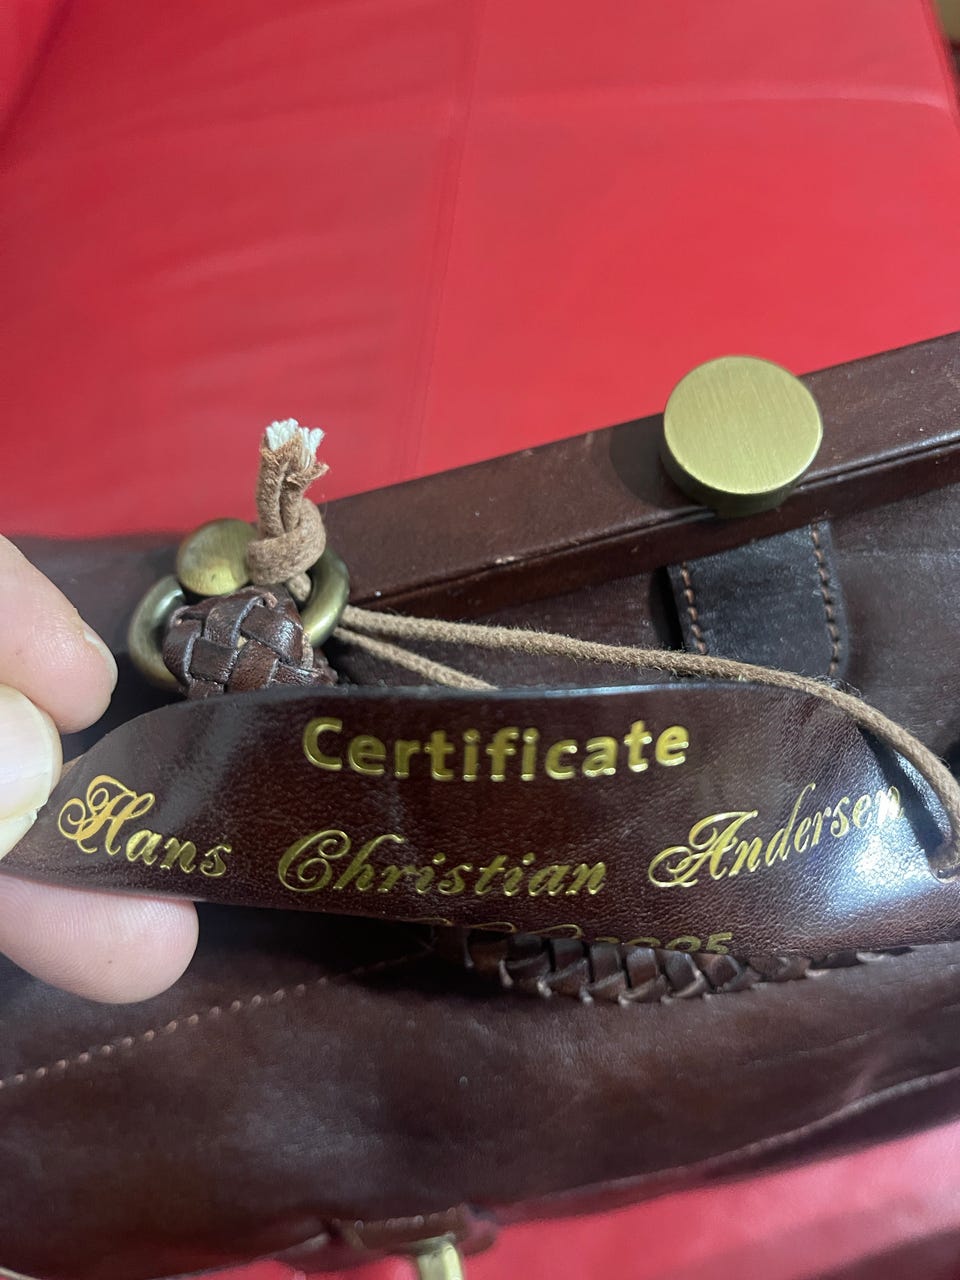 Certificate
Hans Christian Andersen